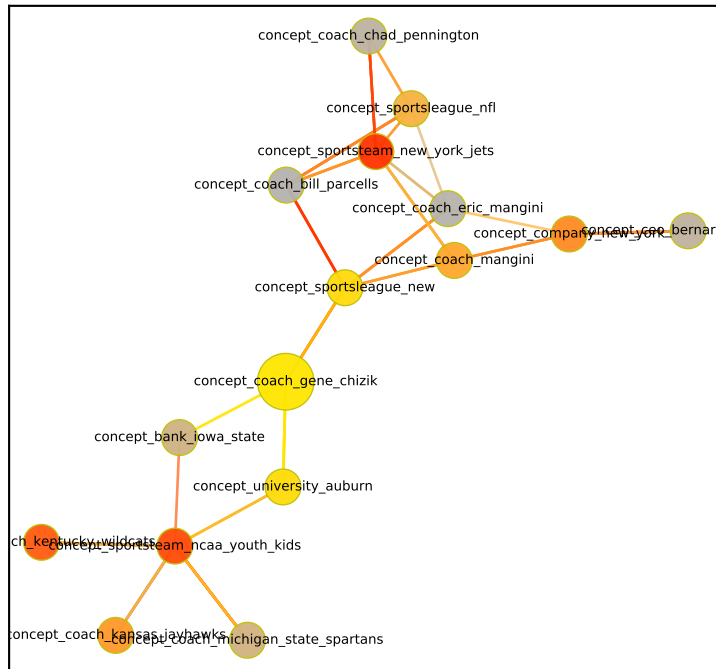 concept_coach_chad_pennington
concept_sportsleague_nfl
concept_sportsteam_new_york_jets
concept_coach_bill_parcells
concept_coach_eric_mangini
concept_company_new_york_
concept_ceo_bernar
concept_coach_mangini
concept_sportsleague_new
concept_coach_gene_chizik
concept_bank_iowa_state
concept_university_auburn
ch_kentucky_wildcats
concept_sportsteam_ncaa_youth_kids
concept_coach_kansas_jayhawks
concept_coach_michigan_state_spartans